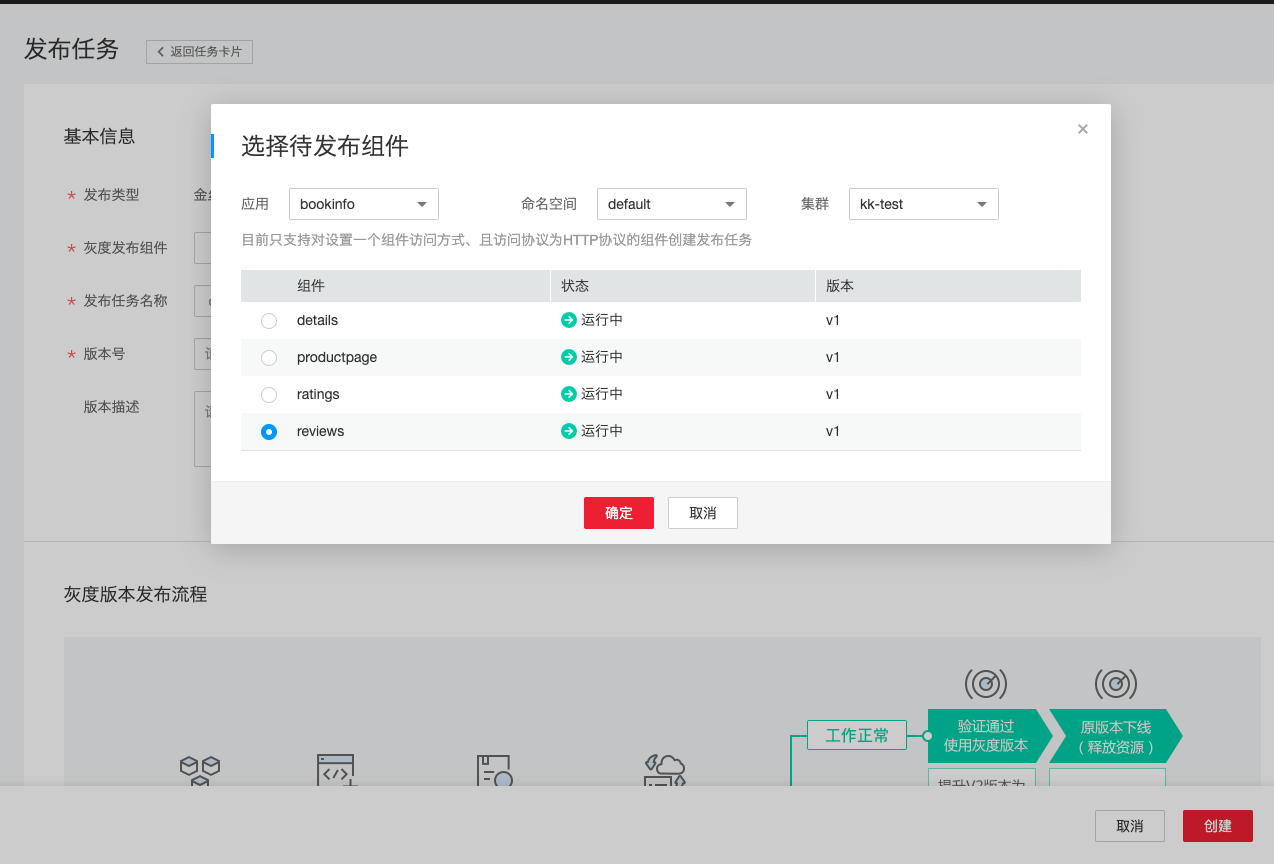 发布任务 返回任务卡片
基本信息
* 发布类型
* 灰度发布组件
* 发布任务名称
* 版本号
版本描述
选择待发布组件
×
应用 bookinfo 命名空间 default 集群 kk-test
目前只支持对设置一个组件访问方式、且访问协议为HTTP协议的组件创建发布任务
组件 状态 版本
details 运行中 v1
productpage 运行中 v1
ratings 运行中 v1
reviews 运行中 v1
确定 取消
灰度版本发布流程
工作正常
验证通过
使用灰度版本
原版本下线
（释放资源）
提升V2版本为
取消 创建